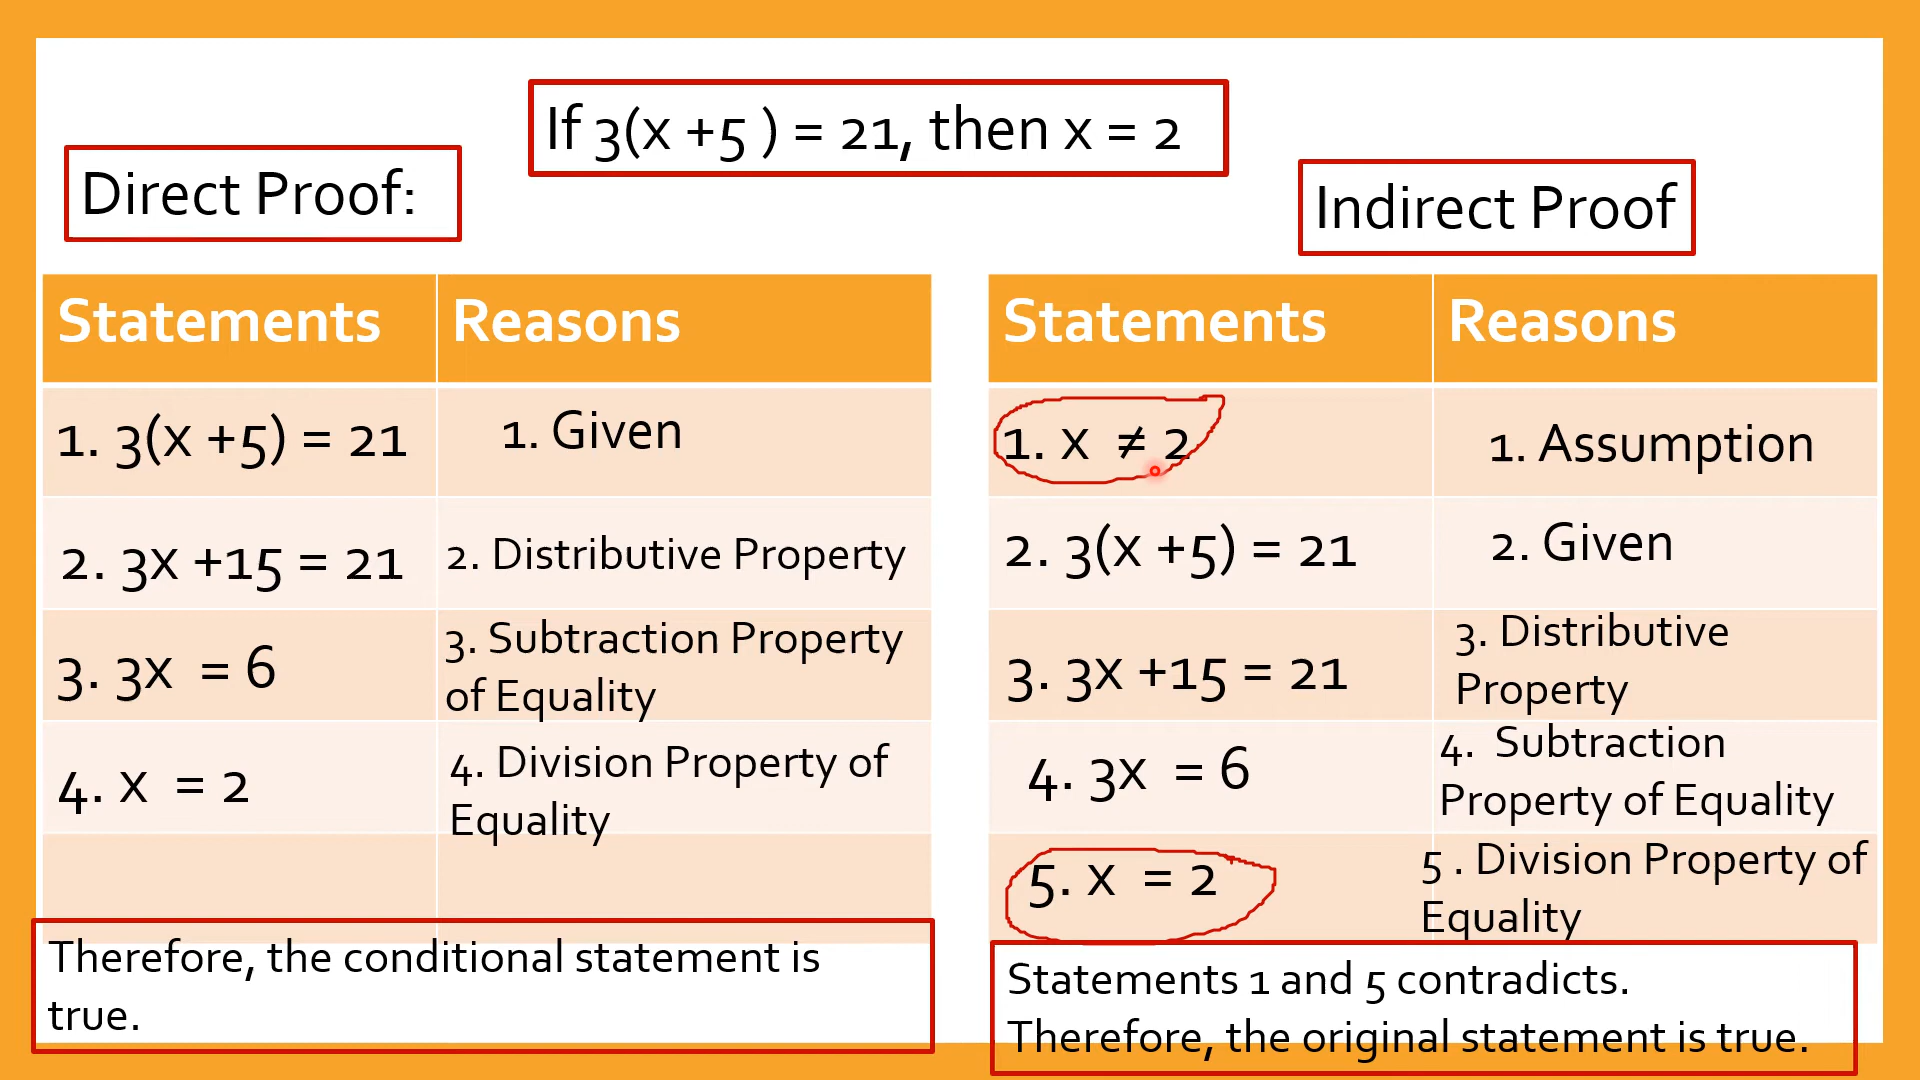 If 3(x +5 ) = 21, then x = 2
Direct Proof:
Indirect Proof
Statements Reasons
1. 3(x +5) = 21 1. Given
2. 3x +15 = 21 2. Distributive Property
3. 3x = 6 3. Subtraction Property
of Equality
4. x = 2 4. Division Property of
Equality
Therefore, the conditional statement is
true.
Statements Reasons
1. x ≠ 2 1. Assumption
2. 3(x +5) = 21 2. Given
3. 3x +15 = 21 3. Distributive
Property
4. 3x = 6 4. Subtraction
Property of Equality
5. x = 2 5 . Division Property of
Equality
Statements 1 and 5 contradicts.
Therefore, the original statement is true.